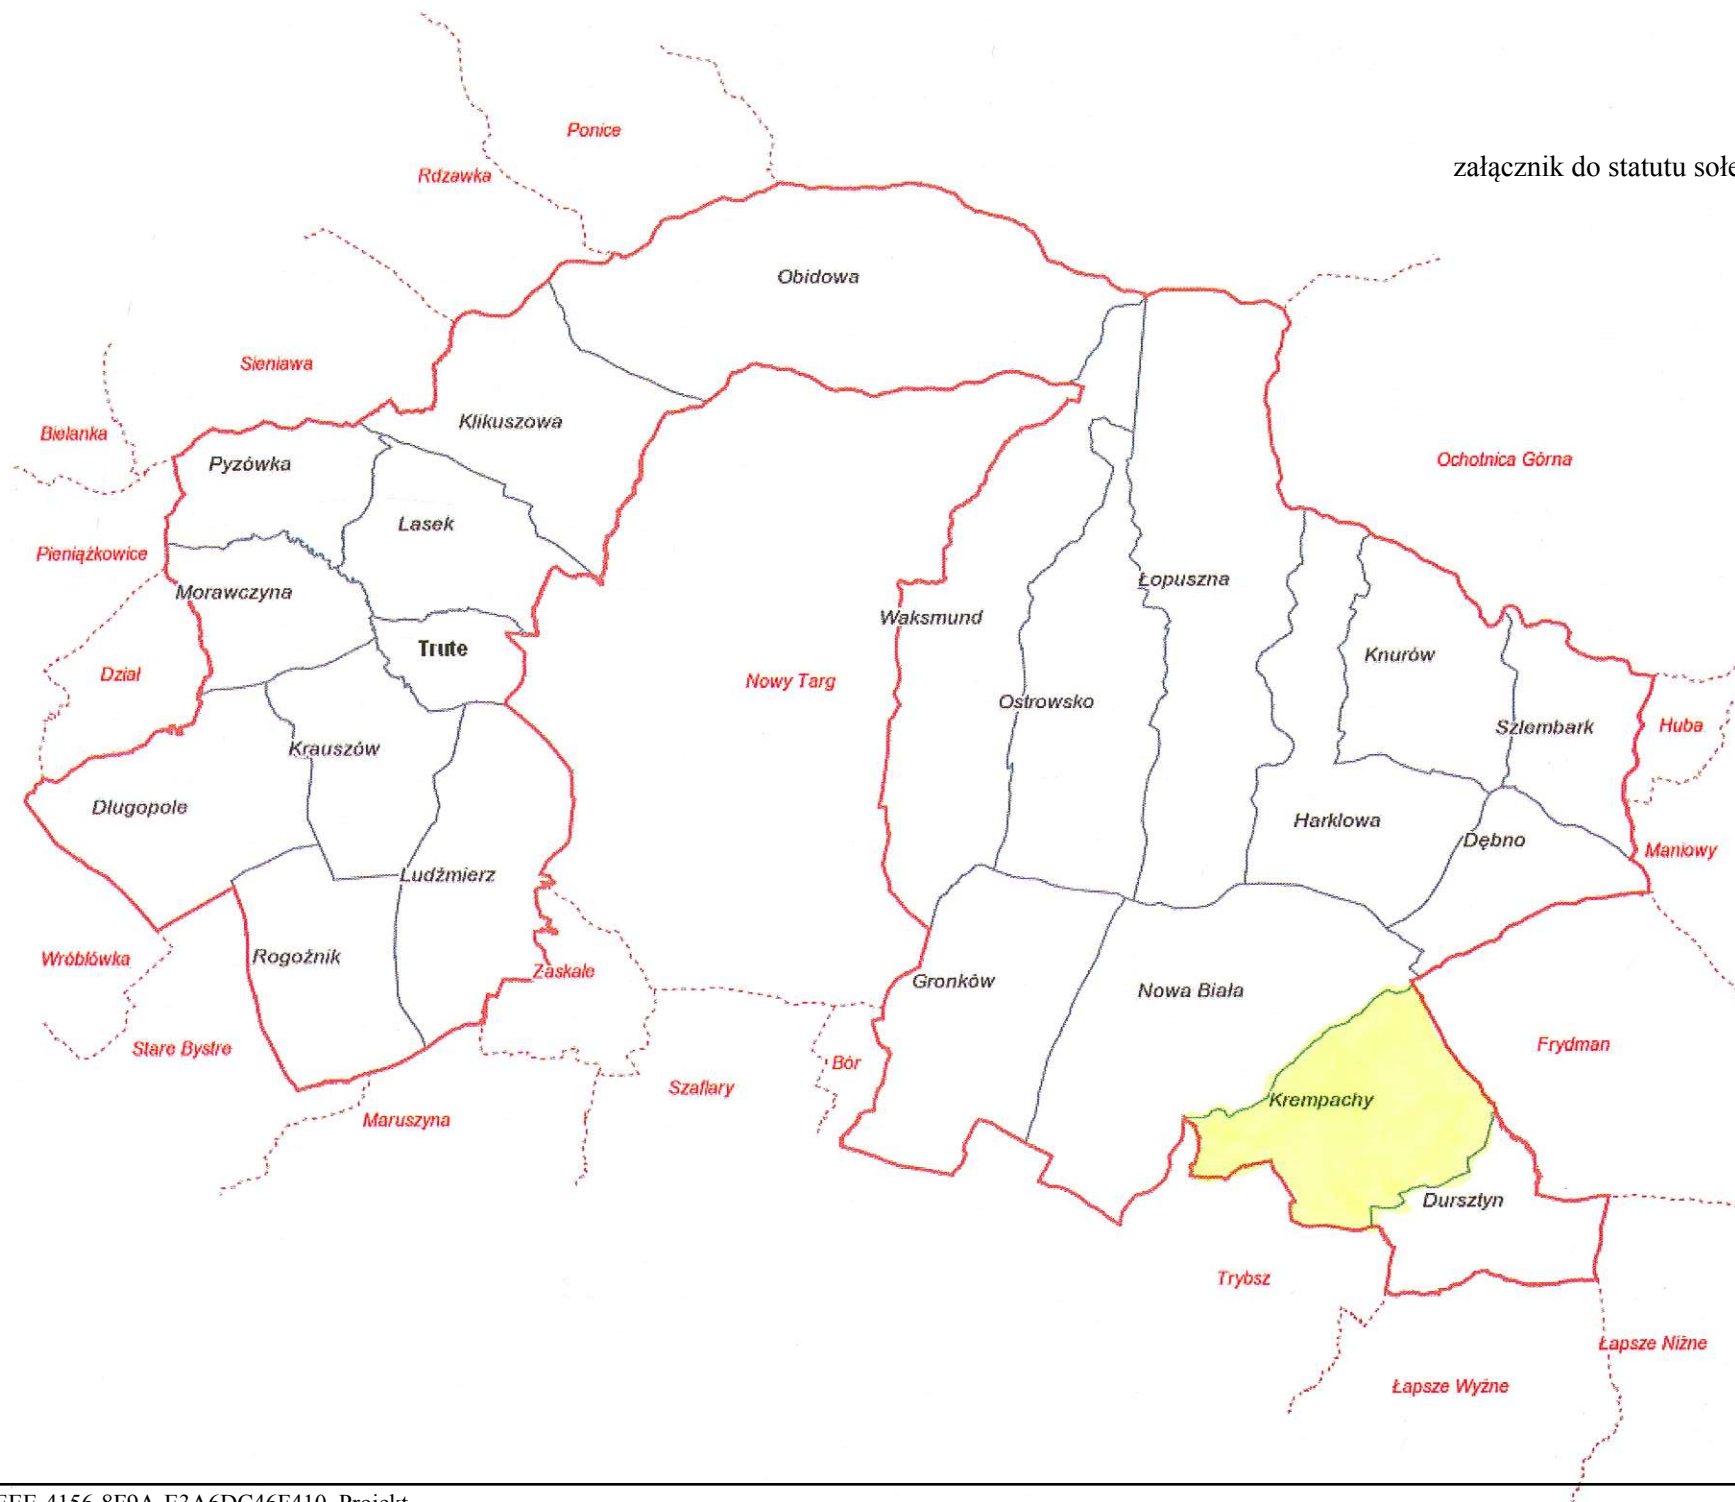 Ponice
załącznik do statutu sołe
Rdzawka
Obidowa
Sieniawa
Klikuszowa
Bielanka
Pyzówka
Ochotnica Górna
Lasek
Pieniążkowice
Morawczyna
Łopuszna
Waksmund
Trute
Knurów
Dział
Nowy Targ
Ostrowsko
Szlembark
Huba
Krauszów
Długopole
Harklowa
Dębno
Maniowy
Ludźmierz
Wróblówka
Rogoźnik
Zaskale
Gronków
Nowa Biała
Stare Bystre
Frydman
Bór
Szaflary
Krempachy
Maruszyna
Dursztyn
Trybsz
Łapsze Niżne
Łapsze Wyżne